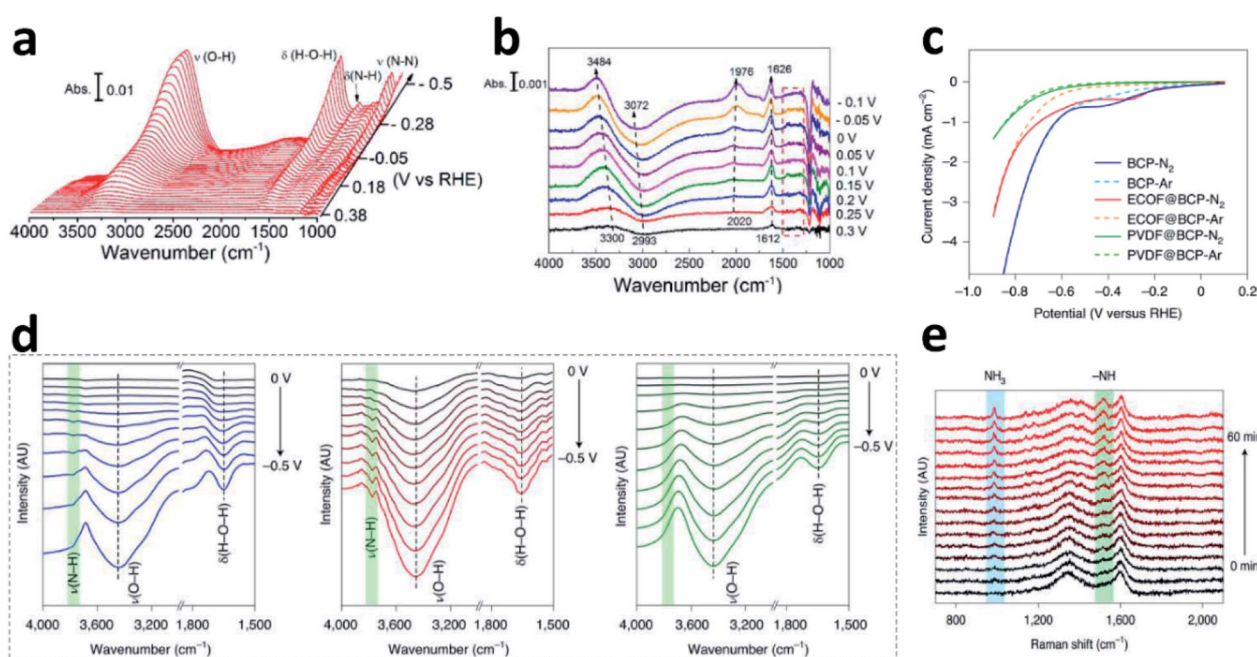 a
ν (O-H)
δ (H-O-H)
δ(N-H)
ν (N-N)
Abs.
0.01
- 0.5
- 0.28
-0.05
0.18
(V vs RHE)
0.38
4000 3500 3000 2500 2000 1500 1000
Wavenumber (cm⁻¹)
b
3484
3072
1976
1626
Abs.
0.001
- 0.1 V
- 0.05 V
0 V
0.05 V
0.1 V
0.15 V
0.2 V
0.25 V
0.3 V
3300
2993
2020
1612
4000 3500 3000 2500 2000 1500 1000
Wavenumber (cm⁻¹)
c
Current density (mA cm⁻²)
0
−1
−2
−3
−4
BCP-N₂
BCP-Ar
ECOF@BCP-N₂
ECOF@BCP-Ar
PVDF@BCP-N₂
PVDF@BCP-Ar
−1.0 −0.8 −0.6 −0.4 −0.2 0 0.2
Potential (V versus RHE)
d
Intensity (AU)
0 V
−0.5 V
ν(N–H)
ν(O–H)
δ(H–O–H)
4,000 3,200 1,800 1,500
Wavenumber (cm⁻¹)
Intensity (AU)
0 V
−0.5 V
ν(N–H)
ν(O–H)
δ(H–O–H)
4,000 3,200 1,800 1,500
Wavenumber (cm⁻¹)
Intensity (AU)
0 V
−0.5 V
ν(O–H)
δ(H–O–H)
4,000 3,200 1,800 1,500
Wavenumber (cm⁻¹)
e
NH₃
–NH
Intensity (AU)
60 min
0 min
800 1,200 1,600 2,000
Raman shift (cm⁻¹)